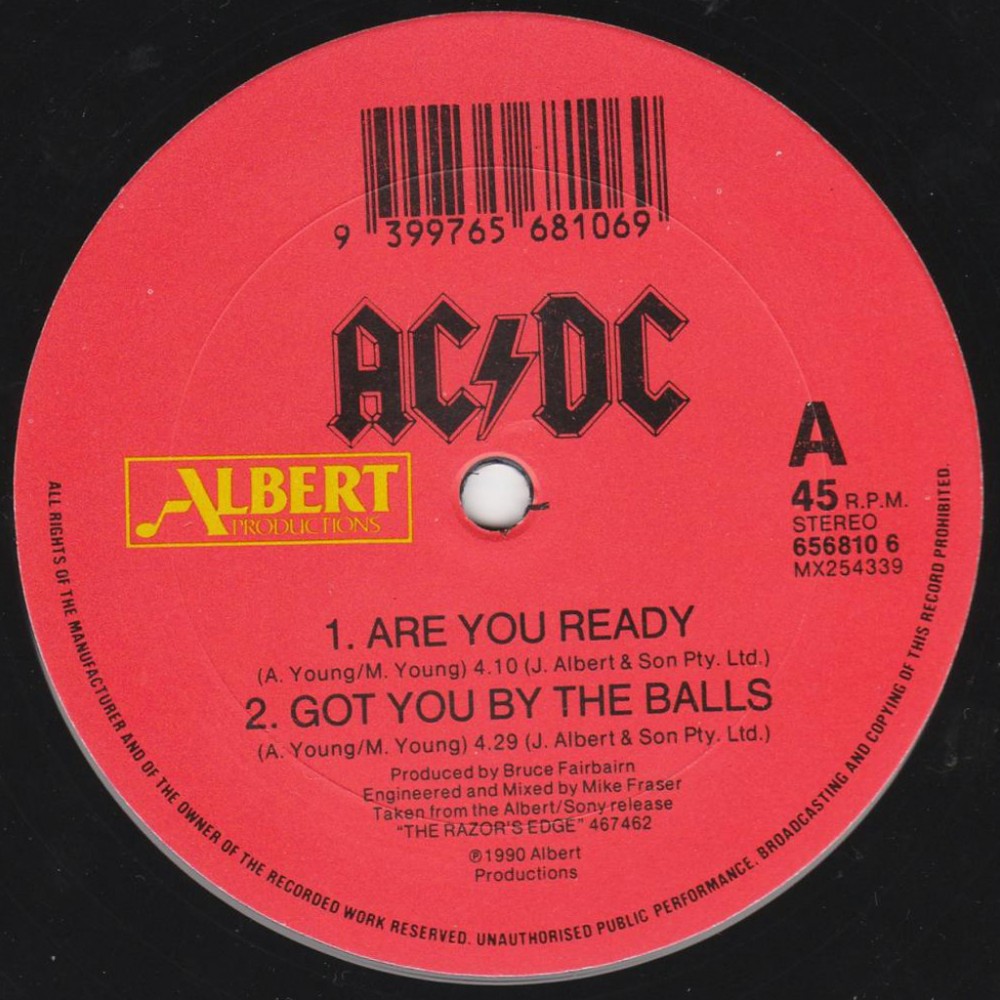 9 399765 681069
AC⚡DC
ALBERT
PRODUCTIONS
A
45 R.P.M.
STEREO
656810 6
MX254339
1. ARE YOU READY
(A. Young/M. Young) 4.10 (J. Albert & Son Pty. Ltd.)
2. GOT YOU BY THE BALLS
(A. Young/M. Young) 4.29 (J. Albert & Son Pty. Ltd.)
Produced by Bruce Fairbairn
Engineered and Mixed by Mike Fraser
Taken from the Albert/Sony release
"THE RAZOR'S EDGE" 467462
℗1990 Albert
Productions
ALL RIGHTS OF THE MANUFACTURER AND OF THE OWNER OF THE RECORDED WORK RESERVED. UNAUTHORISED PUBLIC PERFORMANCE. BROADCASTING AND COPYING OF THIS RECORD PROHIBITED.